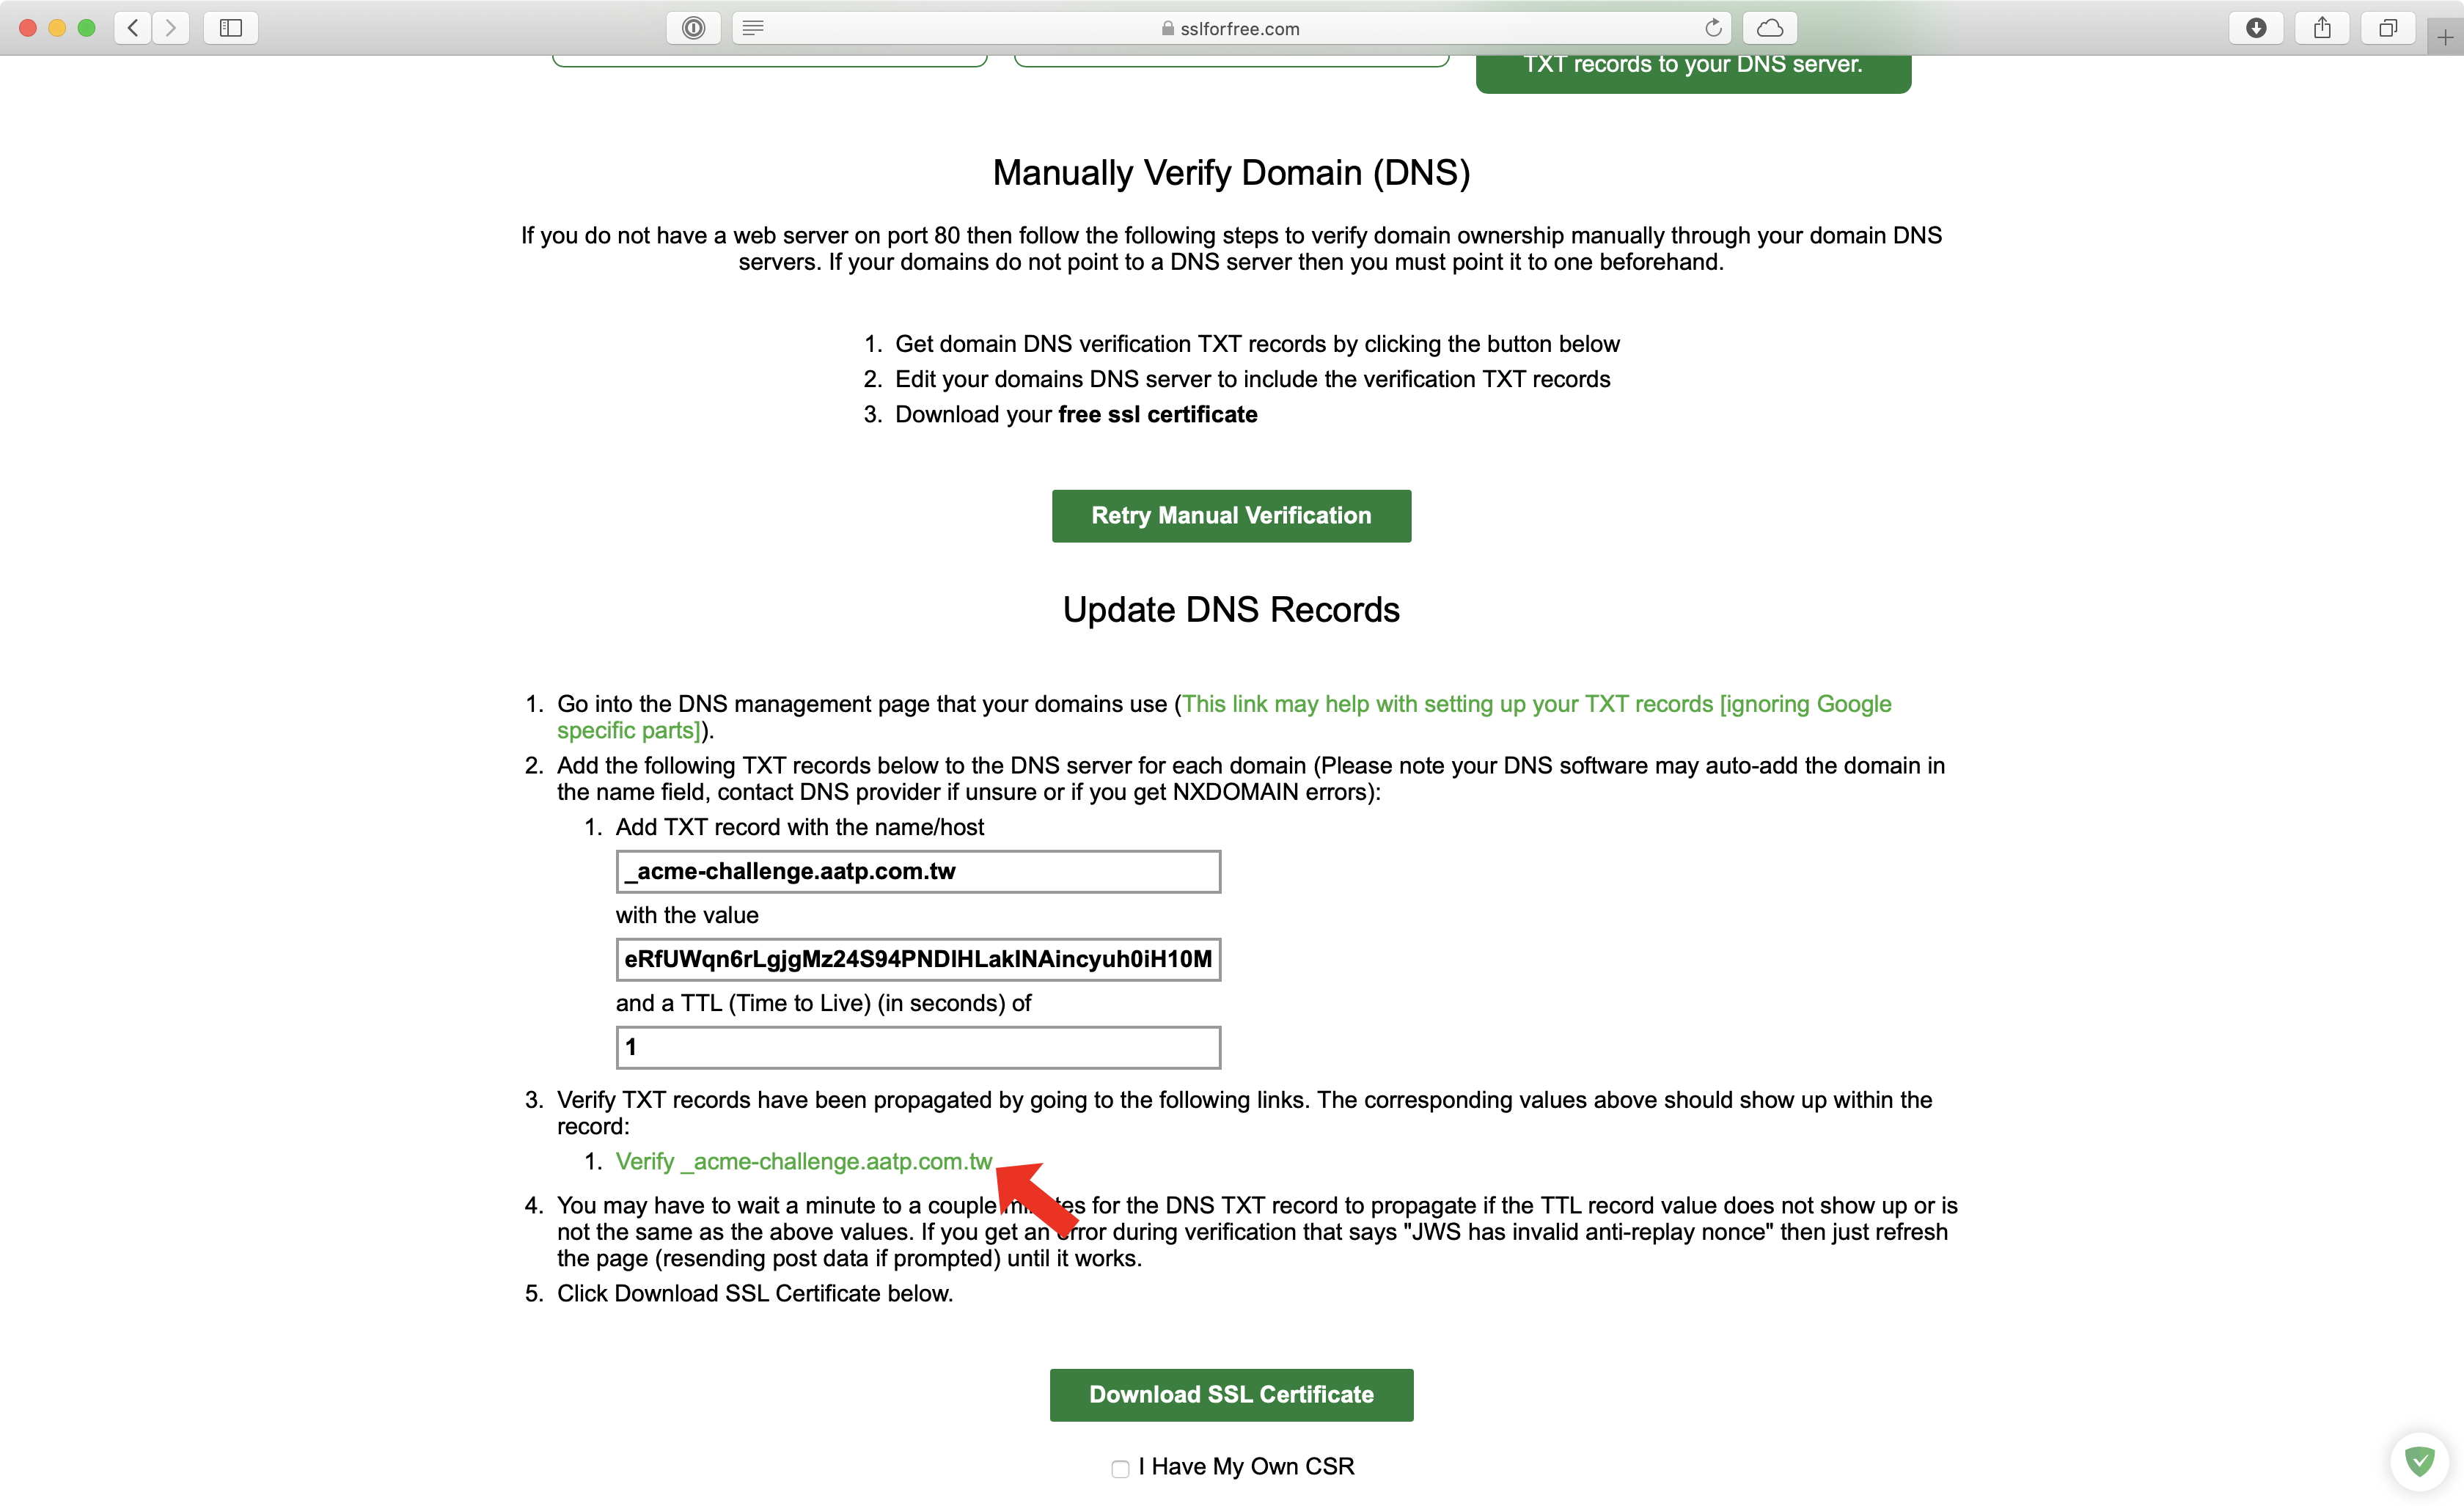 sslforfree.com
TXT records to your DNS server.
Manually Verify Domain (DNS)
If you do not have a web server on port 80 then follow the following steps to verify domain ownership manually through your domain DNS
servers. If your domains do not point to a DNS server then you must point it to one beforehand.
1. Get domain DNS verification TXT records by clicking the button below
2. Edit your domains DNS server to include the verification TXT records
3. Download your free ssl certificate
Retry Manual Verification
Update DNS Records
1. Go into the DNS management page that your domains use (This link may help with setting up your TXT records [ignoring Google
specific parts]).
2. Add the following TXT records below to the DNS server for each domain (Please note your DNS software may auto-add the domain in
the name field, contact DNS provider if unsure or if you get NXDOMAIN errors):
1. Add TXT record with the name/host
_acme-challenge.aatp.com.tw
with the value
eRfUWqn6rLgjgMz24S94PNDIHLakINAincyuh0iH10M
and a TTL (Time to Live) (in seconds) of
1
3. Verify TXT records have been propagated by going to the following links. The corresponding values above should show up within the
record:
1. Verify _acme-challenge.aatp.com.tw
4. You may have to wait a minute to a couple minutes for the DNS TXT record to propagate if the TTL record value does not show up or is
not the same as the above values. If you get an error during verification that says "JWS has invalid anti-replay nonce" then just refresh
the page (resending post data if prompted) until it works.
5. Click Download SSL Certificate below.
Download SSL Certificate
I Have My Own CSR